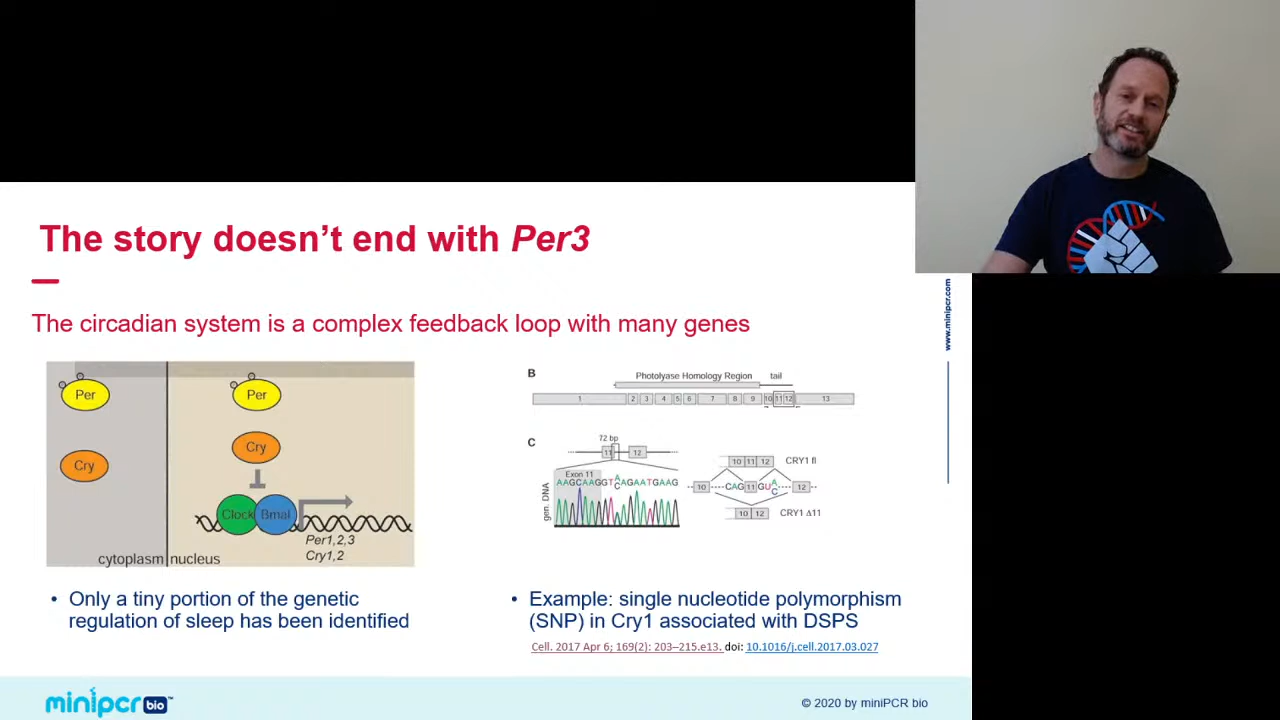 The story doesn't end with Per3
The circadian system is a complex feedback loop with many genes
Per
Per
Cry
Cry
Clock
Bmal
Per1,2,3
Cry1,2
cytoplasm
nucleus
B
Photolyase Homology Region
tail
1
2
3
4
5
6
7
8
9
10
11
12
13
C
72 bp
11
12
Exon 11
AAGCAAGGTACAGAATGAAG
gen. DNA
10
11
12
CRY1 fl
10
CAG
11
GU
A
C
12
10
12
CRY1 Δ11
• Only a tiny portion of the genetic
regulation of sleep has been identified
• Example: single nucleotide polymorphism
(SNP) in Cry1 associated with DSPS
Cell. 2017 Apr 6; 169(2): 203–215.e13. doi: 10.1016/j.cell.2017.03.027
www.minipcr.com
minipcr bio™
© 2020 by miniPCR bio